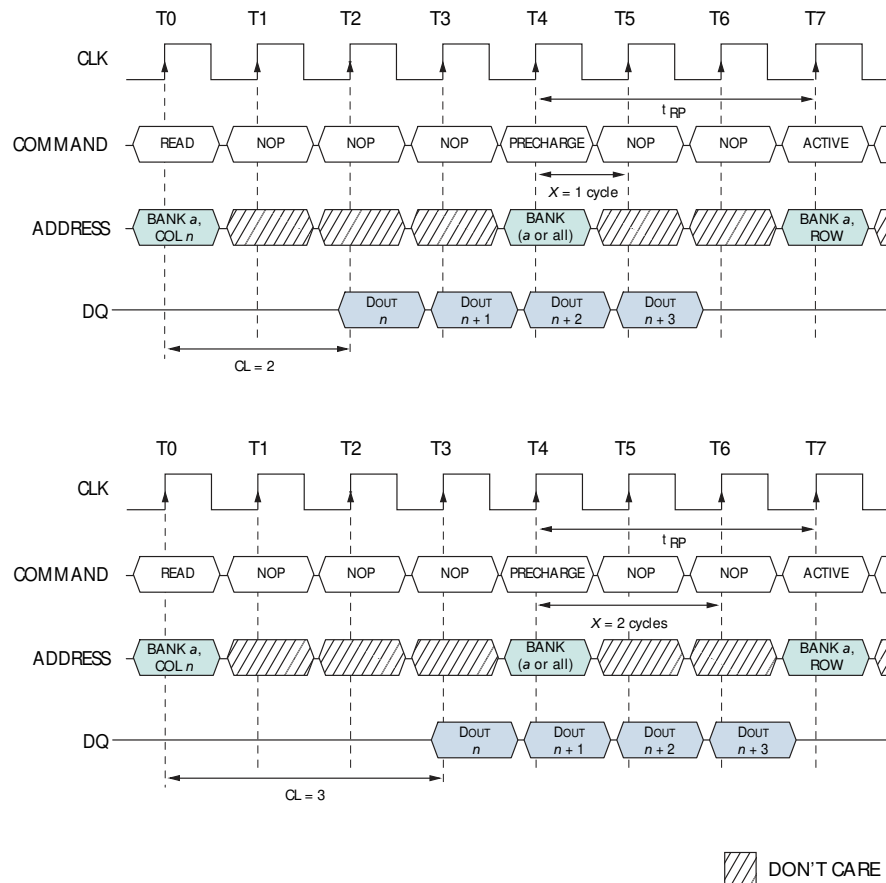 T0 T1 T2 T3 T4 T5 T6 T7
CLK
t RP
COMMAND READ NOP NOP NOP PRECHARGE NOP NOP ACTIVE
X = 1 cycle
ADDRESS BANK a, COL n BANK (a or all) BANK a, ROW
DQ DOUT n DOUT n + 1 DOUT n + 2 DOUT n + 3
CL = 2
T0 T1 T2 T3 T4 T5 T6 T7
CLK
t RP
COMMAND READ NOP NOP NOP PRECHARGE NOP NOP ACTIVE
X = 2 cycles
ADDRESS BANK a, COL n BANK (a or all) BANK a, ROW
DQ DOUT n DOUT n + 1 DOUT n + 2 DOUT n + 3
CL = 3
DON'T CARE